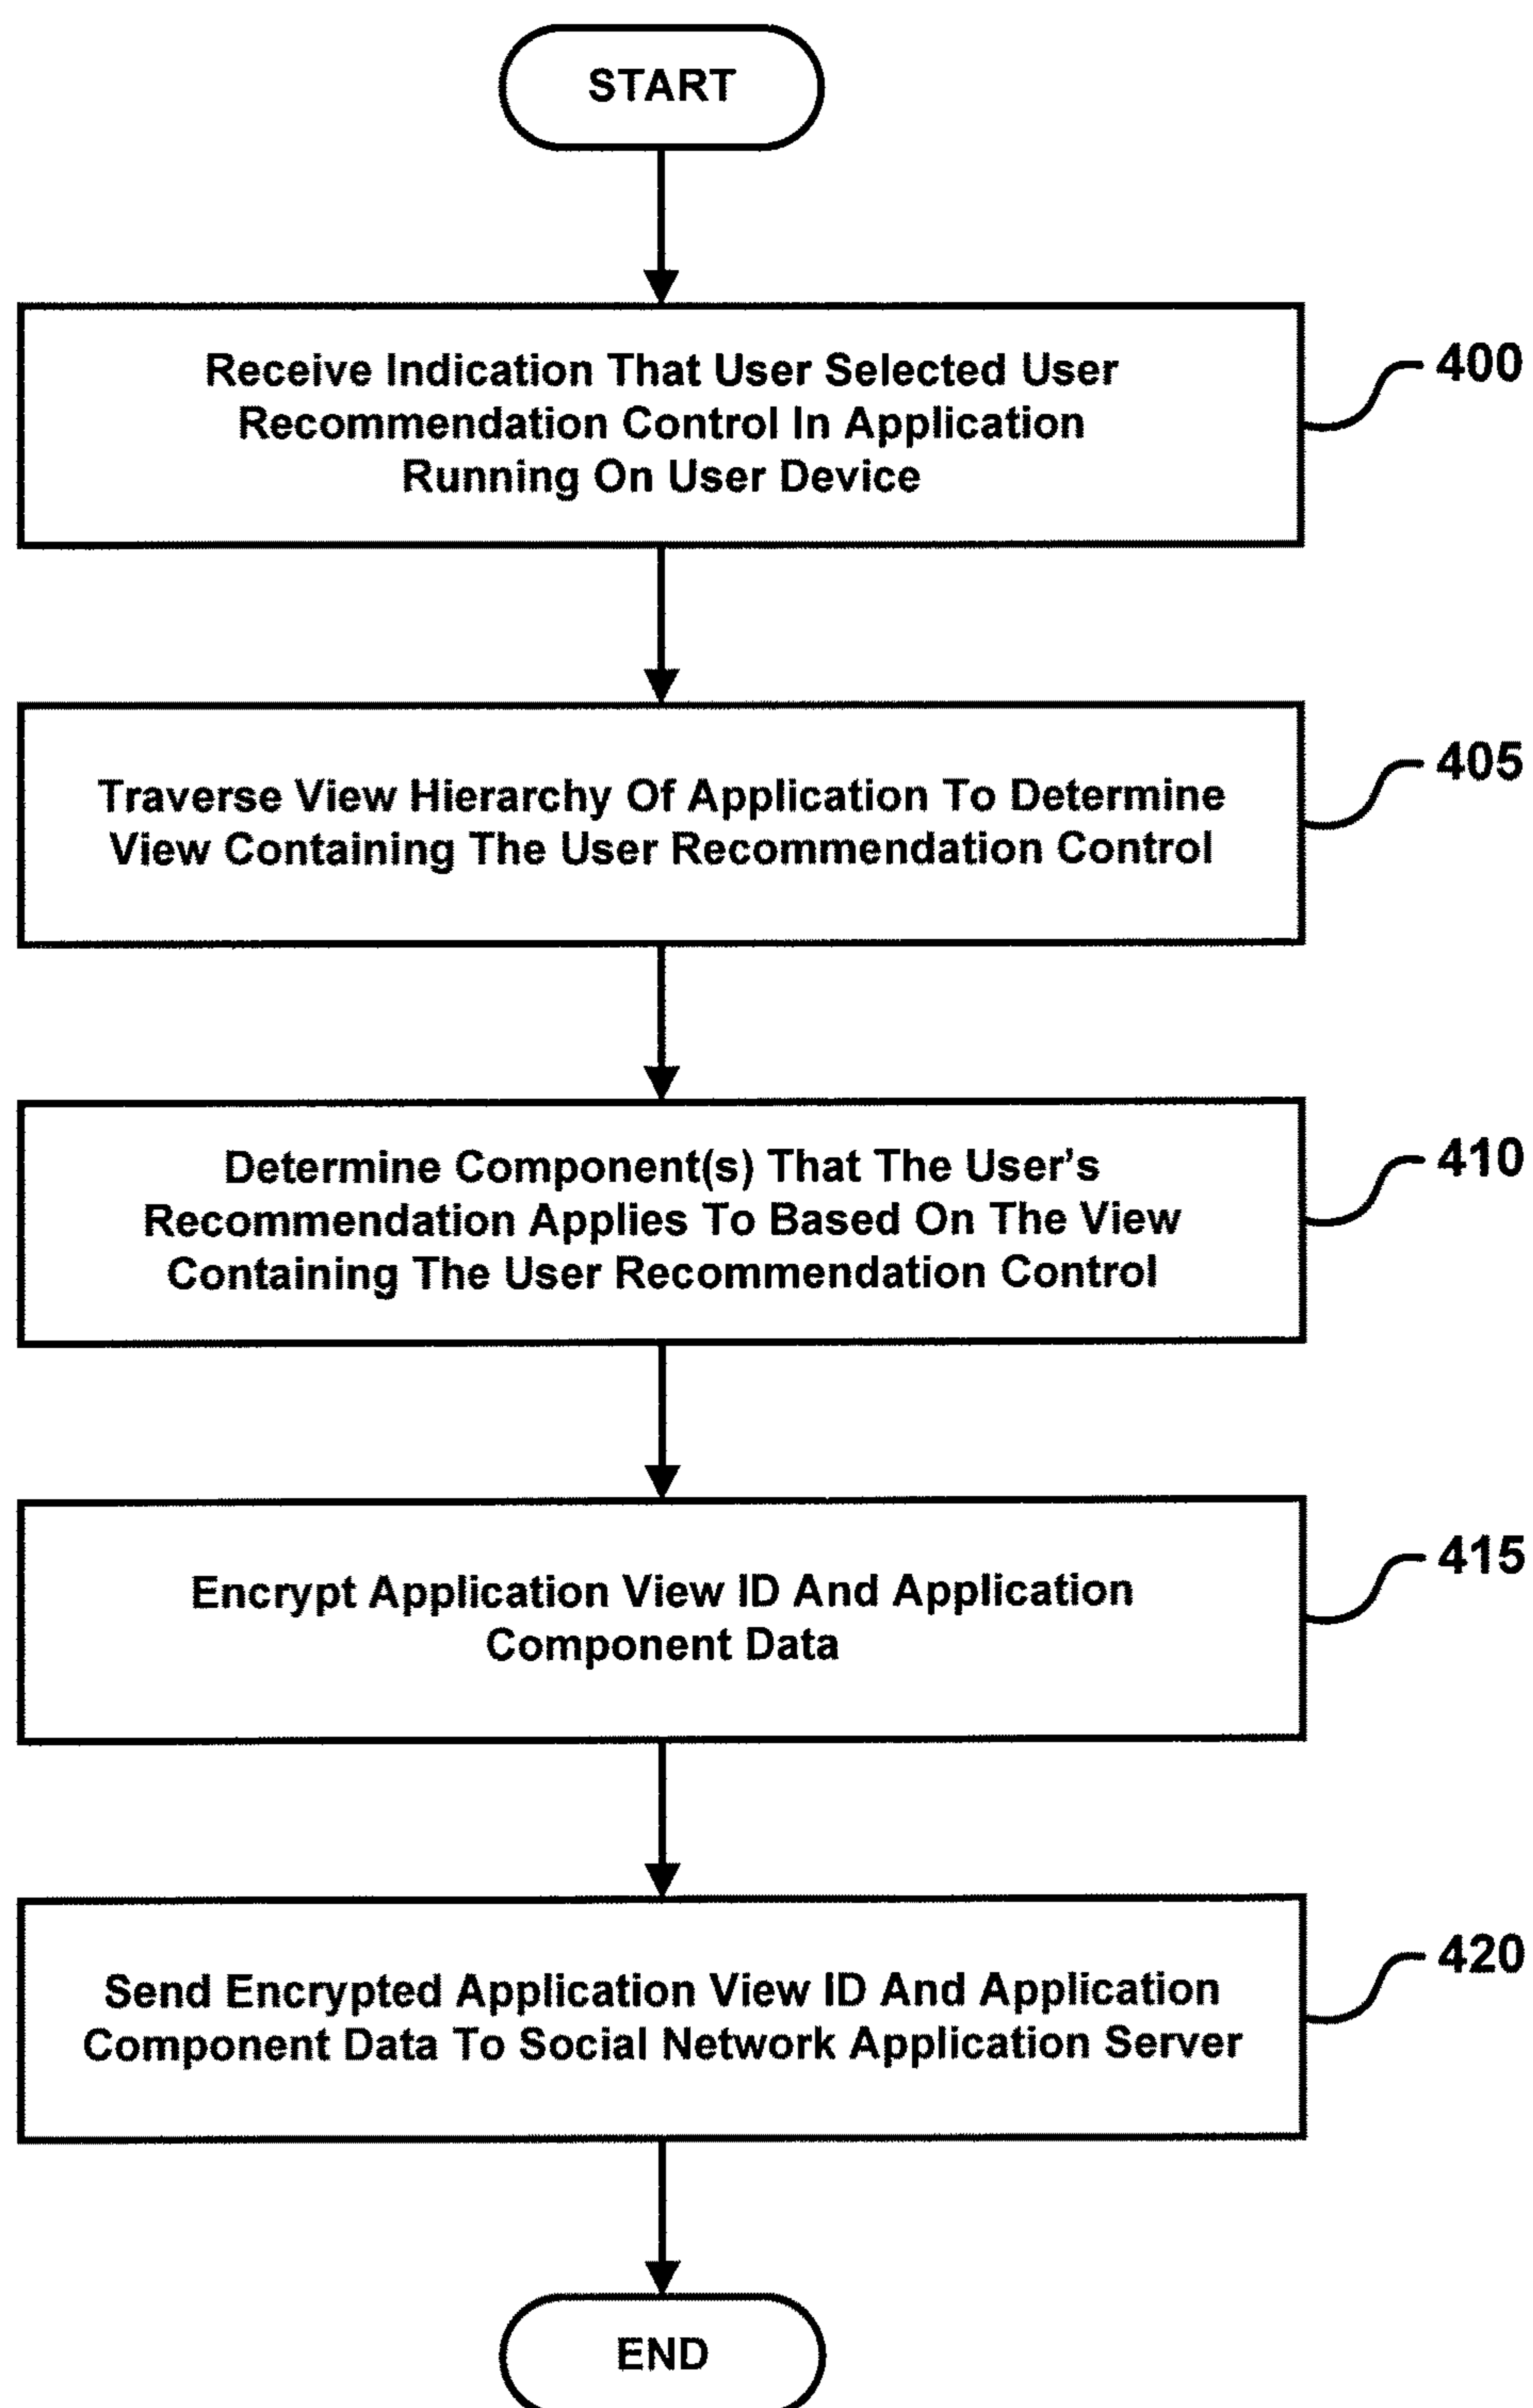 START
Receive Indication That User Selected User
Recommendation Control In Application
Running On User Device
400
Traverse View Hierarchy Of Application To Determine
View Containing The User Recommendation Control
405
Determine Component(s) That The User's
Recommendation Applies To Based On The View
Containing The User Recommendation Control
410
Encrypt Application View ID And Application
Component Data
415
Send Encrypted Application View ID And Application
Component Data To Social Network Application Server
420
END